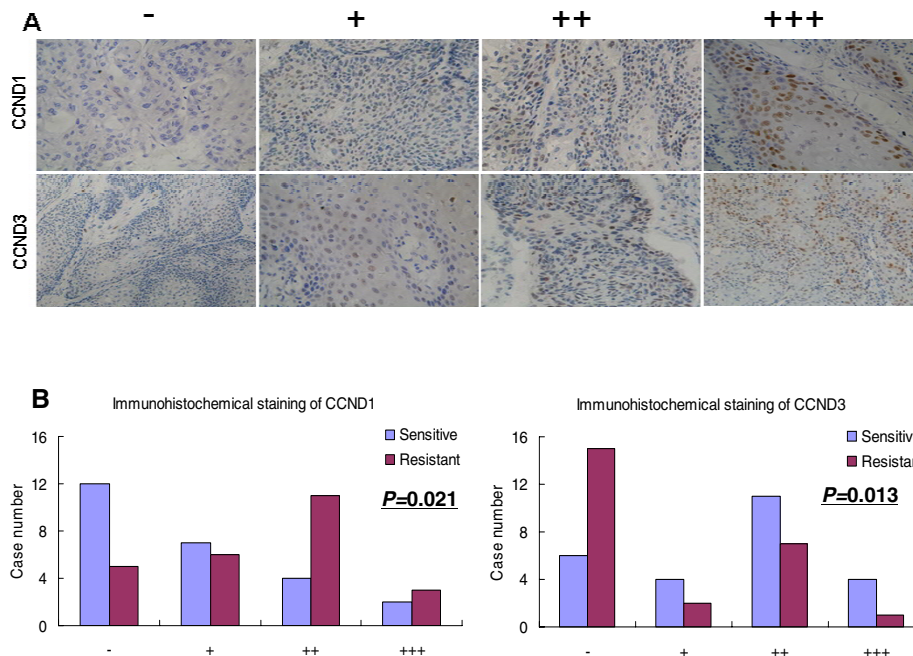 A - + ++ +++
CCND1
CCND3
B
Immunohistochemical staining of CCND1
Sensitive
Resistant
P=0.021
Case number
16
12
8
4
0
- + ++ +++
Immunohistochemical staining of CCND3
Sensitiv
Resista
P=0.013
Case number
16
12
8
4
0
- + ++ +++